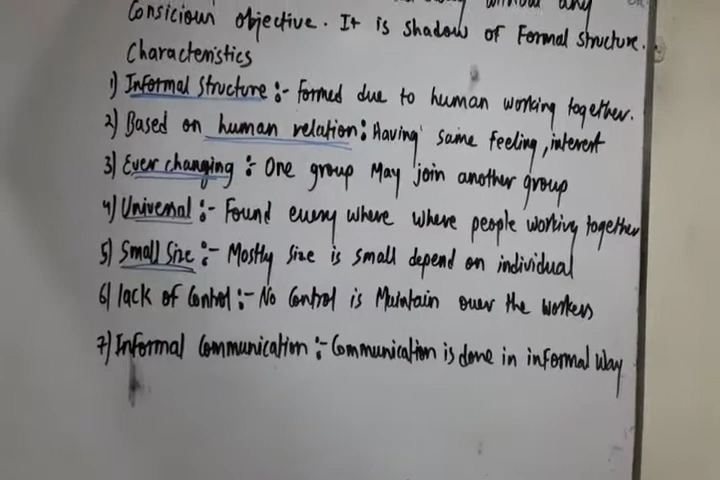 without any
Consicious objective. It is shadow of Formal structure.
Characteristics
1) Informal structure :- Formed due to human working together.
2) Based on human relation : Having same feeling, interest
3) Ever changing :- One group may join another group
4) Universal :- Found every where where people working together
5) Small Size :- Mostly size is small depend on individual
6) lack of Control :- No Control is Maintain over the workers
7) Informal Communication :- Communication is done in informal way